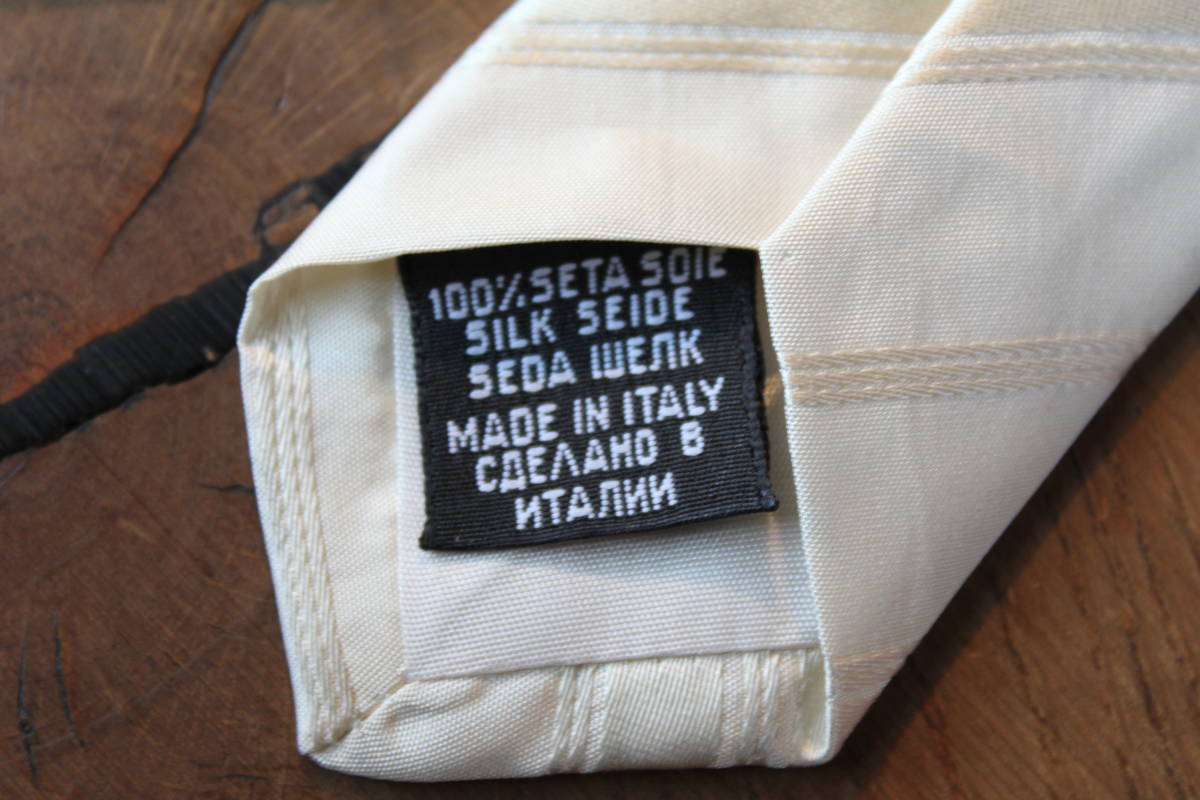 100% SETA SOIE
SILK SEIDE
SEDA ШЕЛК
MADE IN ITALY
СДЕЛАНО В
ИТАЛИИ